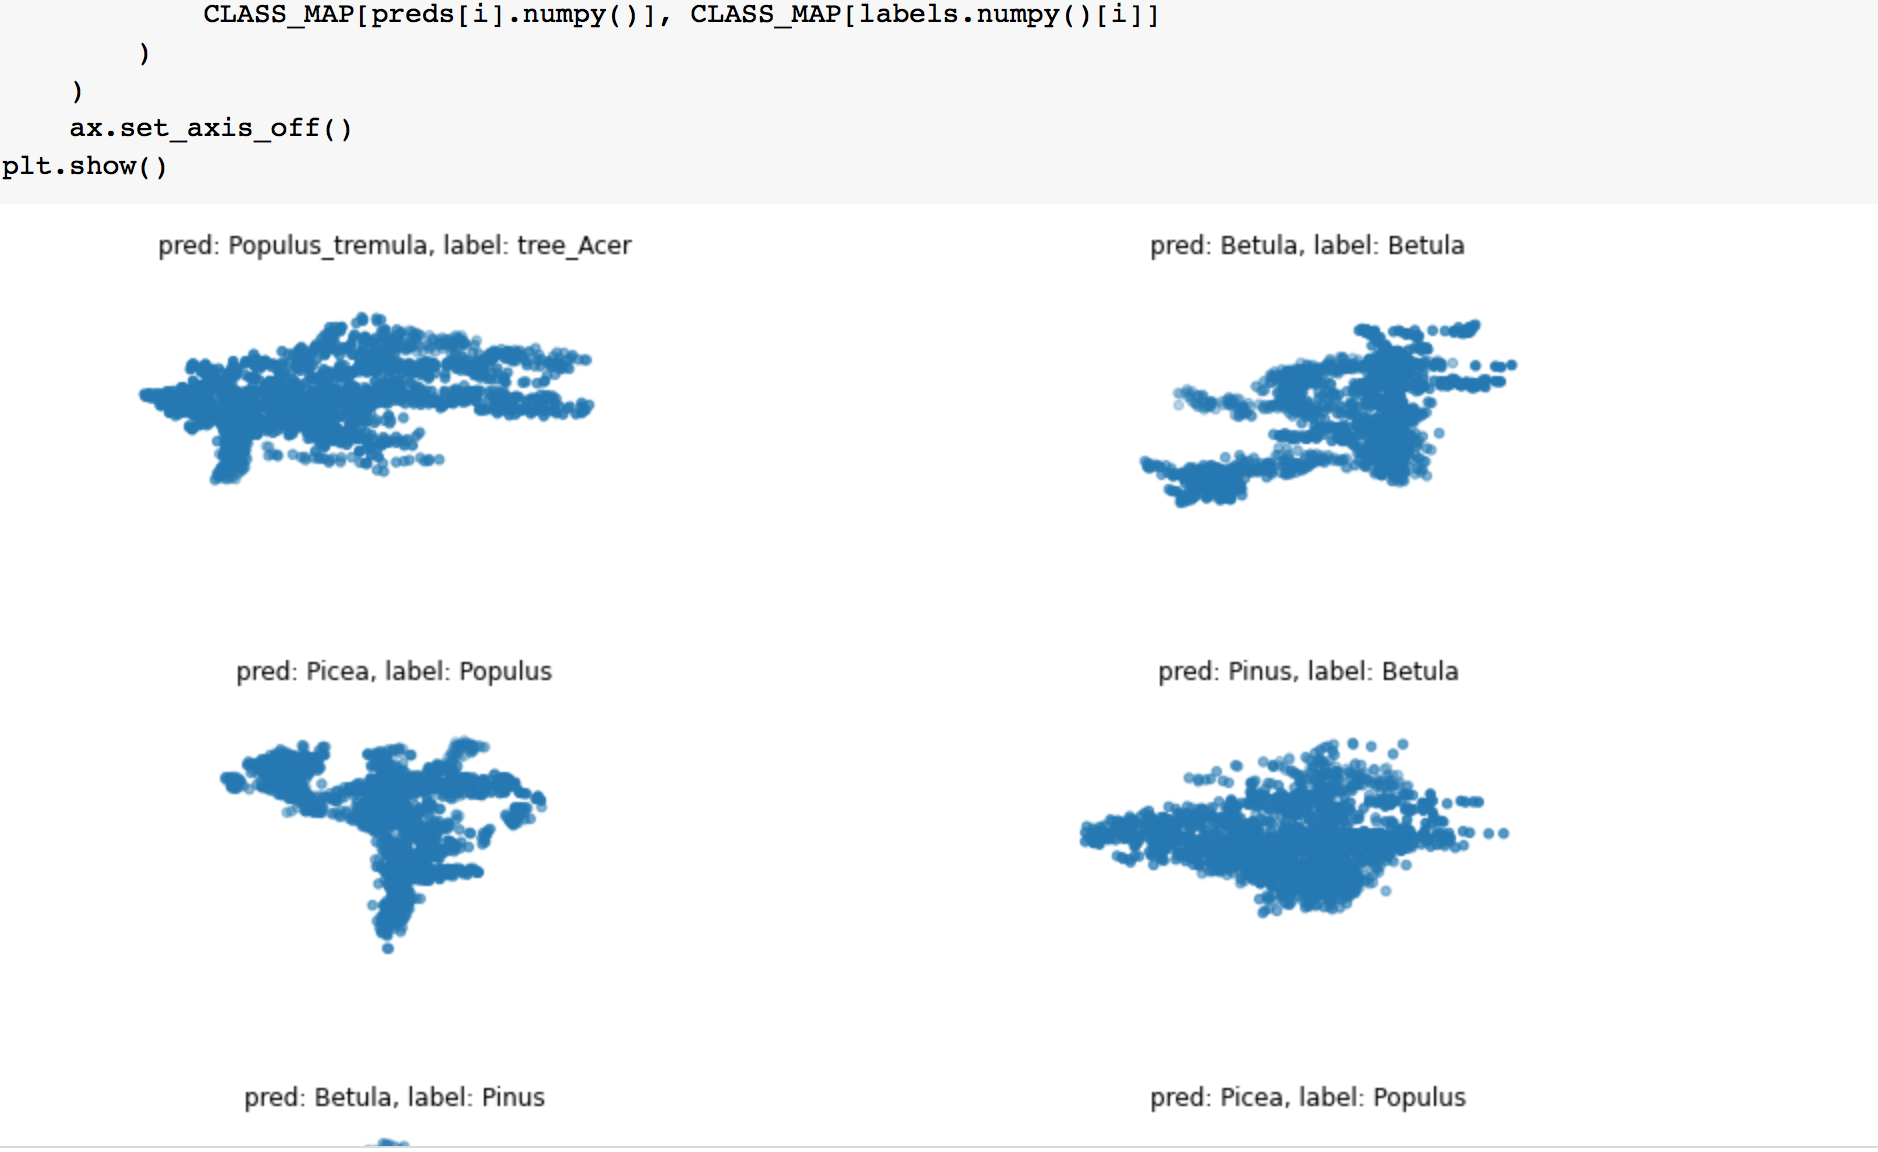 CLASS_MAP[preds[i].numpy()], CLASS_MAP[labels.numpy()[i]]
)
)
ax.set_axis_off()
plt.show()
pred: Populus_tremula, label: tree_Acer
pred: Betula, label: Betula
pred: Picea, label: Populus
pred: Pinus, label: Betula
pred: Betula, label: Pinus
pred: Picea, label: Populus